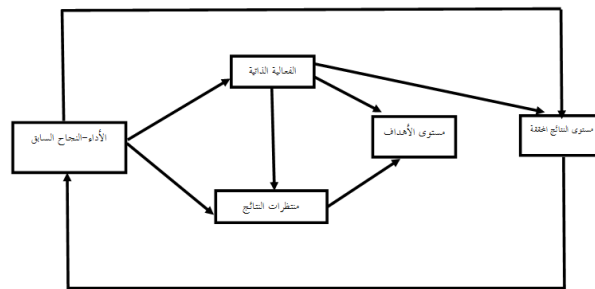 الفعالية الذاتية
الأداء-النجاح السابق
مستوى الأهداف
مستوى النتائج المحققة
منتظرات النتائج